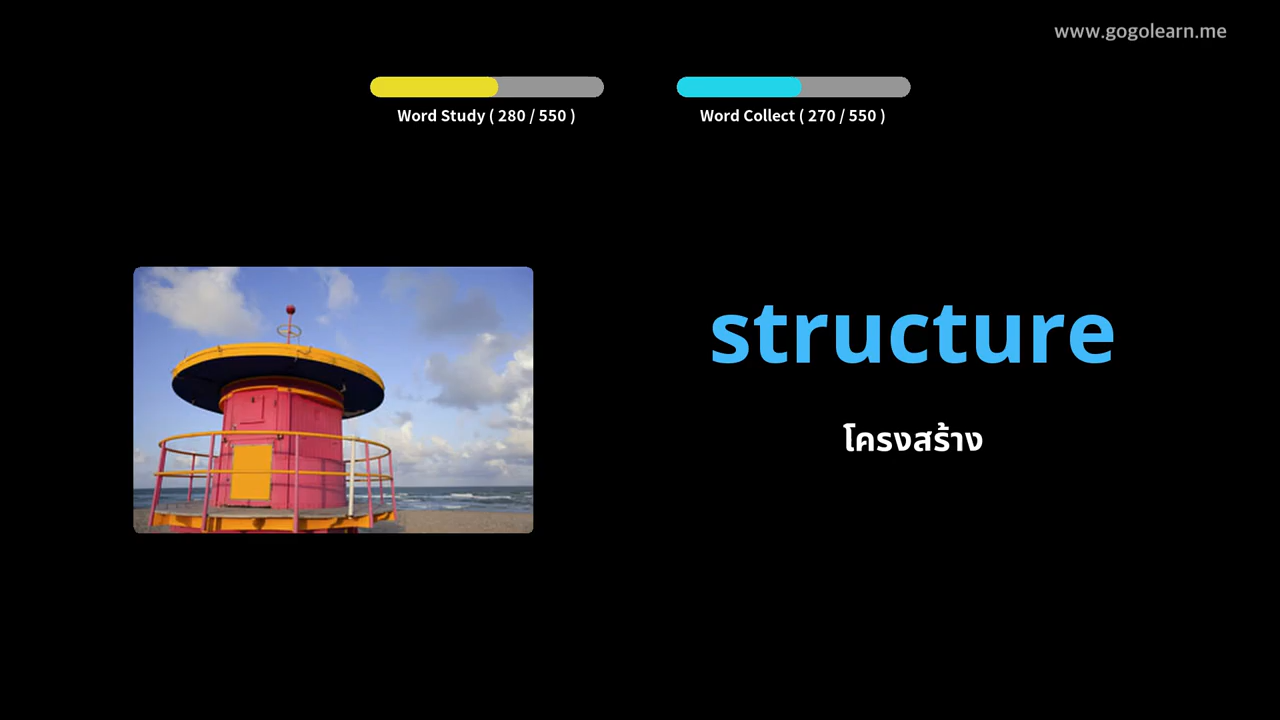 www.gogolearn.me
Word Study ( 280 / 550 )
Word Collect ( 270 / 550 )
structure
โครงสร้าง